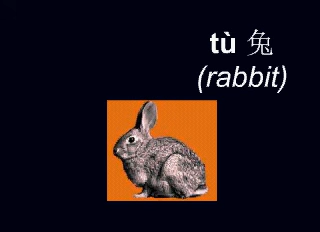 tù 兔
(rabbit)